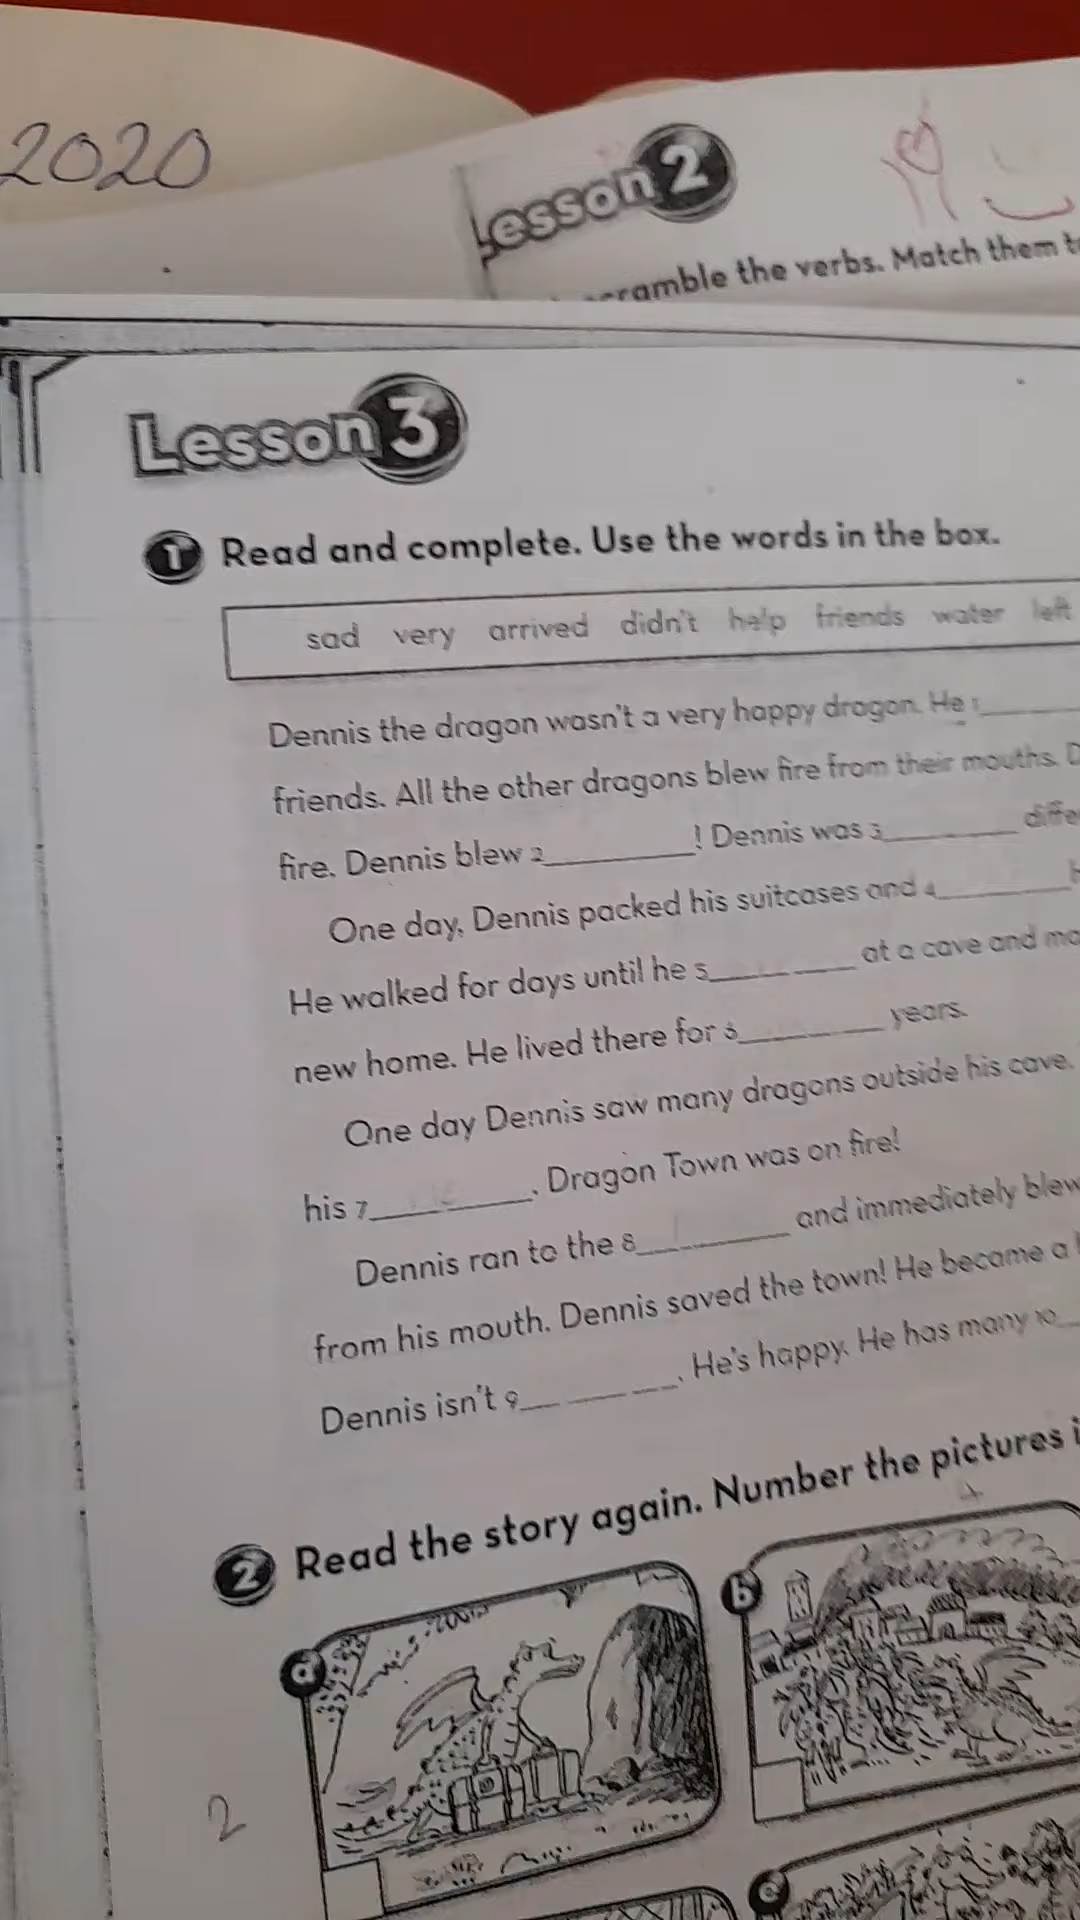 2020
Lesson 2
scramble the verbs. Match them
Lesson 3
1 Read and complete. Use the words in the box.
sad very arrived didn't help friends water left
Dennis the dragon wasn't a very happy dragon. He 1
friends. All the other dragons blew fire from their mouths. D
fire. Dennis blew 2________! Dennis was 3________ diffe
One day, Dennis packed his suitcases and 4________. H
He walked for days until he 5________ at a cave and ma
new home. He lived there for 6________ years.
One day Dennis saw many dragons outside his cave.
his 7________. Dragon Town was on fire!
Dennis ran to the 8________ and immediately blew
from his mouth. Dennis saved the town! He became a
Dennis isn't 9________. He's happy. He has many 10
2 Read the story again. Number the pictures i
a
b
2
c